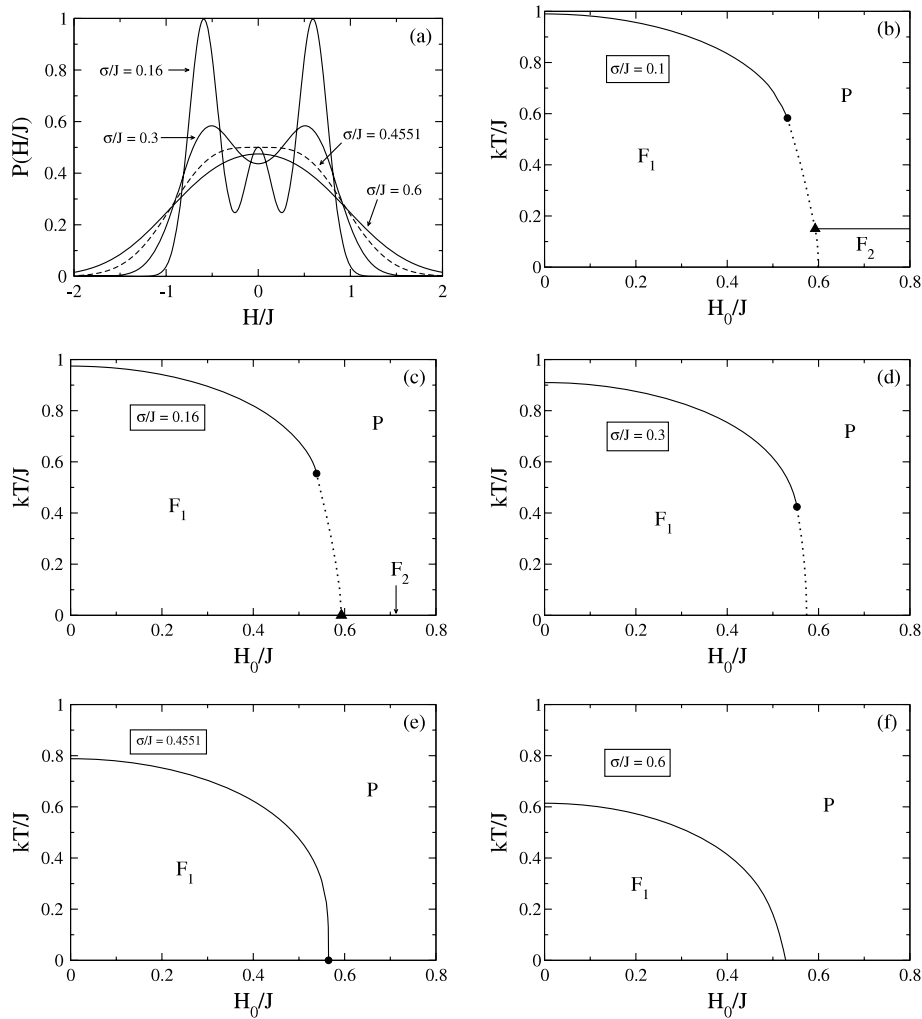 (a)
P(H/J)
1
0.8
0.6
0.4
0.2
0
σ/J = 0.16
σ/J = 0.3
σ/J = 0.4551
σ/J = 0.6
-2 -1 0 1 2
H/J
(b)
kT/J
1
0.8
0.6
0.4
0.2
0
σ/J = 0.1
P
F1
F2
0 0.2 0.4 0.6 0.8
H0/J
(c)
kT/J
1
0.8
0.6
0.4
0.2
0
σ/J = 0.16
P
F1
F2
0 0.2 0.4 0.6 0.8
H0/J
(d)
kT/J
1
0.8
0.6
0.4
0.2
0
σ/J = 0.3
P
F1
0 0.2 0.4 0.6 0.8
H0/J
(e)
kT/J
1
0.8
0.6
0.4
0.2
0
σ/J = 0.4551
P
F1
0 0.2 0.4 0.6 0.8
H0/J
(f)
kT/J
1
0.8
0.6
0.4
0.2
0
σ/J = 0.6
P
F1
0 0.2 0.4 0.6 0.8
H0/J